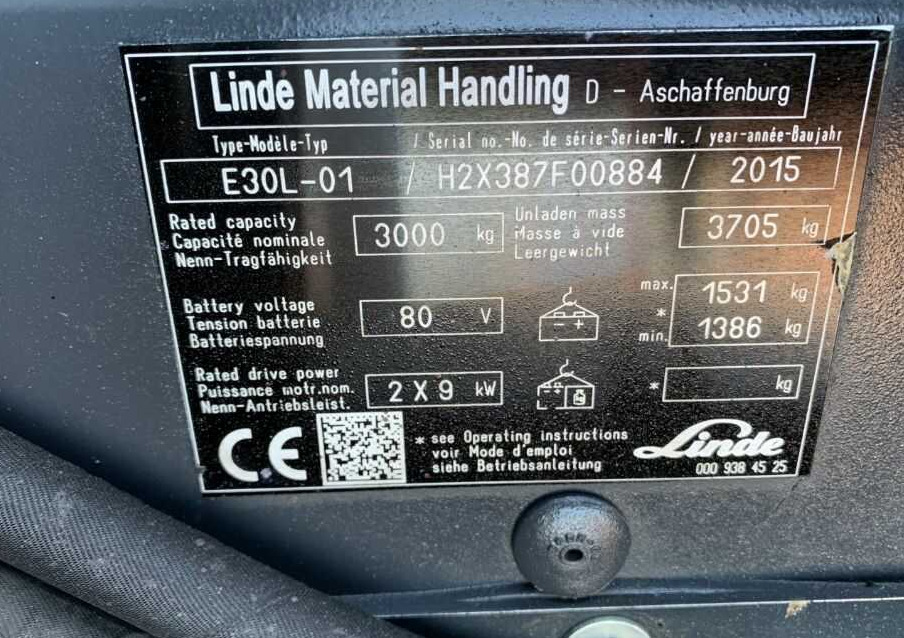 Linde Material Handling D - Aschaffenburg
Type-Modèle-Typ / Serial no.-No. de série-Serien-Nr. / year-année-Baujahr
E30L-01 / H2X387F00884 / 2015
Rated capacity
Capacité nominale
Nenn-Tragfähigkeit
3000 kg
Unladen mass
Masse à vide
Leergewicht
3705 kg
Battery voltage
Tension batterie
Batteriespannung
80 V
- +
max. 1531 kg
*
min. 1386 kg
Rated drive power
Puissance motr.nom.
Nenn-Antriebsleist.
2 X 9 kW
* kg
CE
* see Operating instructions
voir Mode d'emploi
siehe Betriebsanleitung
Linde
000 938 45 25